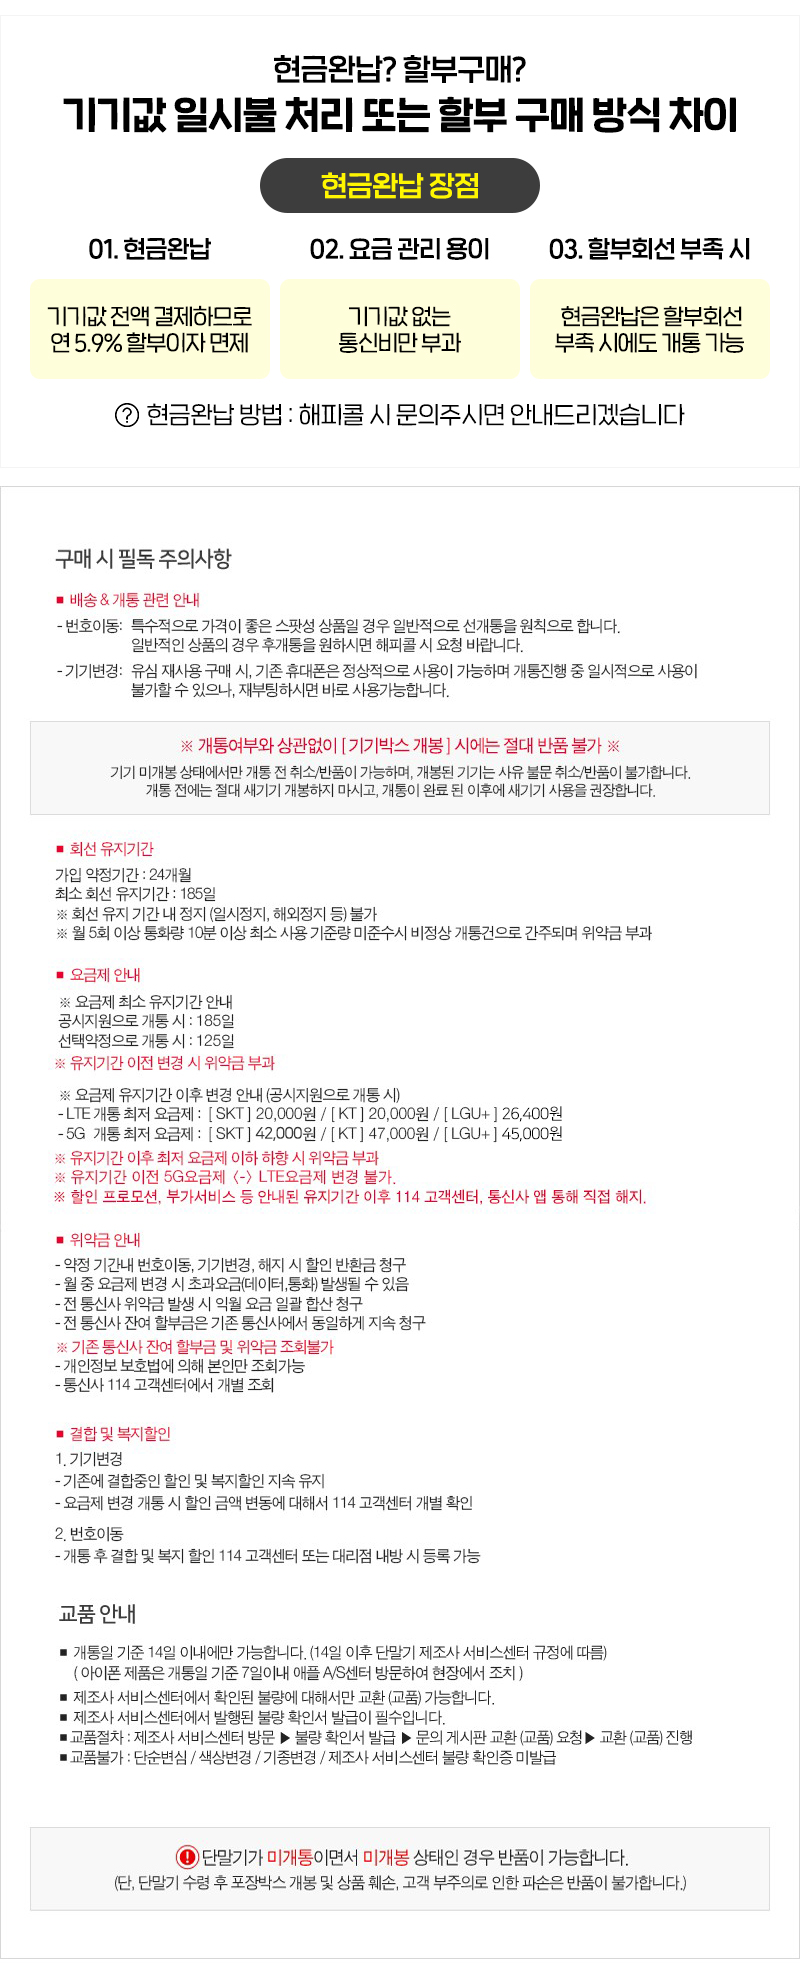 현금완납? 할부구매?
기기값 일시불 처리 또는 할부 구매 방식 차이
현금완납 장점
01. 현금완납
기기값 전액 결제하므로
연 5.9% 할부이자 면제
02. 요금 관리 용이
기기값 없는
통신비만 부과
03. 할부회선 부족 시
현금완납은 할부회선
부족 시에도 개통 가능
? 현금완납 방법 : 해피콜 시 문의주시면 안내드리겠습니다
구매 시 필독 주의사항
■ 배송 & 개통 관련 안내
- 번호이동: 특수적으로 가격이 좋은 스팟성 상품일 경우 일반적으로 선개통을 원칙으로 합니다.
일반적인 상품의 경우 후개통을 원하시면 해피콜 시 요청 바랍니다.
- 기기변경: 유심 재사용 구매 시, 기존 휴대폰은 정상적으로 사용이 가능하며 개통진행 중 일시적으로 사용이
불가할 수 있으나, 재부팅하시면 바로 사용가능합니다.
※ 개통여부와 상관없이 [ 기기박스 개봉 ] 시에는 절대 반품 불가 ※
기기 미개봉 상태에서만 개통 전 취소/반품이 가능하며, 개봉된 기기는 사유 불문 취소/반품이 불가합니다.
개통 전에는 절대 새기기 개봉하지 마시고, 개통이 완료 된 이후에 새기기 사용을 권장합니다.
■ 회선 유지기간
가입 약정기간 : 24개월
최소 회선 유지기간 : 185일
※ 회선 유지 기간 내 정지 (일시정지, 해외정지 등) 불가
※ 월 5회 이상 통화량 10분 이상 최소 사용 기준량 미준수시 비정상 개통건으로 간주되며 위약금 부과
■ 요금제 안내
※ 요금제 최소 유지기간 안내
공시지원으로 개통 시 : 185일
선택약정으로 개통 시 : 125일
※ 유지기간 이전 변경 시 위약금 부과
※ 요금제 유지기간 이후 변경 안내 (공시지원으로 개통 시)
- LTE 개통 최저 요금제 : [ SKT ] 20,000원 / [ KT ] 20,000원 / [ LGU+ ] 26,400원
- 5G 개통 최저 요금제 : [ SKT ] 42,000원 / [ KT ] 47,000원 / [ LGU+ ] 45,000원
※ 유지기간 이후 최저 요금제 이하 하향 시 위약금 부과
※ 유지기간 이전 5G요금제 <-> LTE요금제 변경 불가.
※ 할인 프로모션, 부가서비스 등 안내된 유지기간 이후 114 고객센터, 통신사 앱 통해 직접 해지.
■ 위약금 안내
- 약정 기간내 번호이동, 기기변경, 해지 시 할인 반환금 청구
- 월 중 요금제 변경 시 초과요금(데이터,통화) 발생될 수 있음
- 전 통신사 위약금 발생 시 익월 요금 일괄 합산 청구
- 전 통신사 잔여 할부금은 기존 통신사에서 동일하게 지속 청구
※ 기존 통신사 잔여 할부금 및 위약금 조회불가
- 개인정보 보호법에 의해 본인만 조회가능
- 통신사 114 고객센터에서 개별 조회
■ 결합 및 복지할인
1. 기기변경
- 기존에 결합중인 할인 및 복지할인 지속 유지
- 요금제 변경 개통 시 할인 금액 변동에 대해서 114 고객센터 개별 확인
2. 번호이동
- 개통 후 결합 및 복지 할인 114 고객센터 또는 대리점 내방 시 등록 가능
교품 안내
■ 개통일 기준 14일 이내에만 가능합니다. (14일 이후 단말기 제조사 서비스센터 규정에 따름)
( 아이폰 제품은 개통일 기준 7일이내 애플 A/S센터 방문하여 현장에서 조치 )
■ 제조사 서비스센터에서 확인된 불량에 대해서만 교환 (교품) 가능합니다.
■ 제조사 서비스센터에서 발행된 불량 확인서 발급이 필수입니다.
■ 교품절차 : 제조사 서비스센터 방문 ▶ 불량 확인서 발급 ▶ 문의 게시판 교환 (교품) 요청▶ 교환 (교품) 진행
■ 교품불가 : 단순변심 / 색상변경 / 기종변경 / 제조사 서비스센터 불량 확인증 미발급
! 단말기가 미개통이면서 미개봉 상태인 경우 반품이 가능합니다.
(단, 단말기 수령 후 포장박스 개봉 및 상품 훼손, 고객 부주의로 인한 파손은 반품이 불가합니다.)